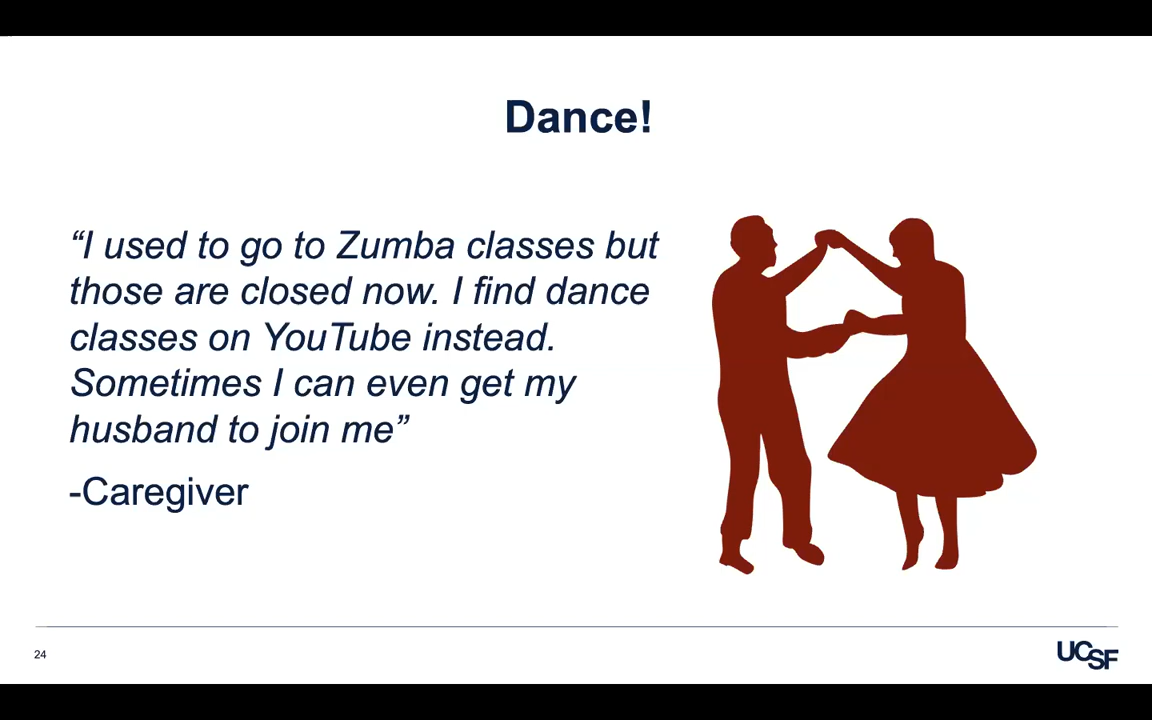 Dance!
“I used to go to Zumba classes but
those are closed now. I find dance
classes on YouTube instead.
Sometimes I can even get my
husband to join me”
-Caregiver
24
UCSF